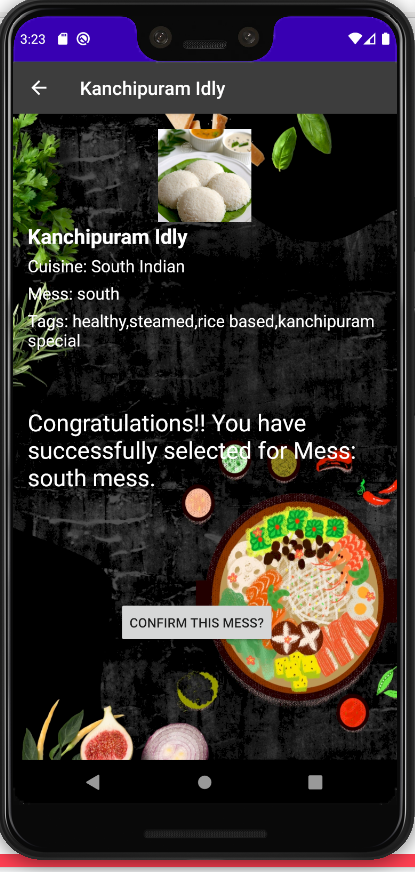 3:23
Kanchipuram Idly
Kanchipuram Idly
Cuisine: South Indian
Mess: south
Tags: healthy,steamed,rice based,kanchipuram
special
Congratulations!! You have
successfully selected for Mess:
south mess.
CONFIRM THIS MESS?